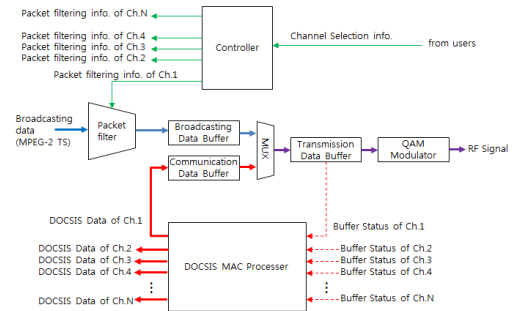 Packet filtering info. of Ch.N
Packet filtering info. of Ch.4
Packet filtering info. of Ch.3
Packet filtering info. of Ch.2
Packet filtering info. of Ch.1
Controller
Channel Selection info.
from users
Broadcasting
data
(MPEG-2 TS)
Packet
filter
Broadcasting
Data Buffer
Communication
Data Buffer
MUX
Transmission
Data Buffer
QAM
Modulator
RF Signal
DOCSIS Data of Ch.1
DOCSIS Data of Ch.2
DOCSIS Data of Ch.3
DOCSIS Data of Ch.4
DOCSIS Data of Ch.N
DOCSIS MAC Processer
Buffer Status of Ch.1
Buffer Status of Ch.2
Buffer Status of Ch.3
Buffer Status of Ch.4
Buffer Status of Ch.N